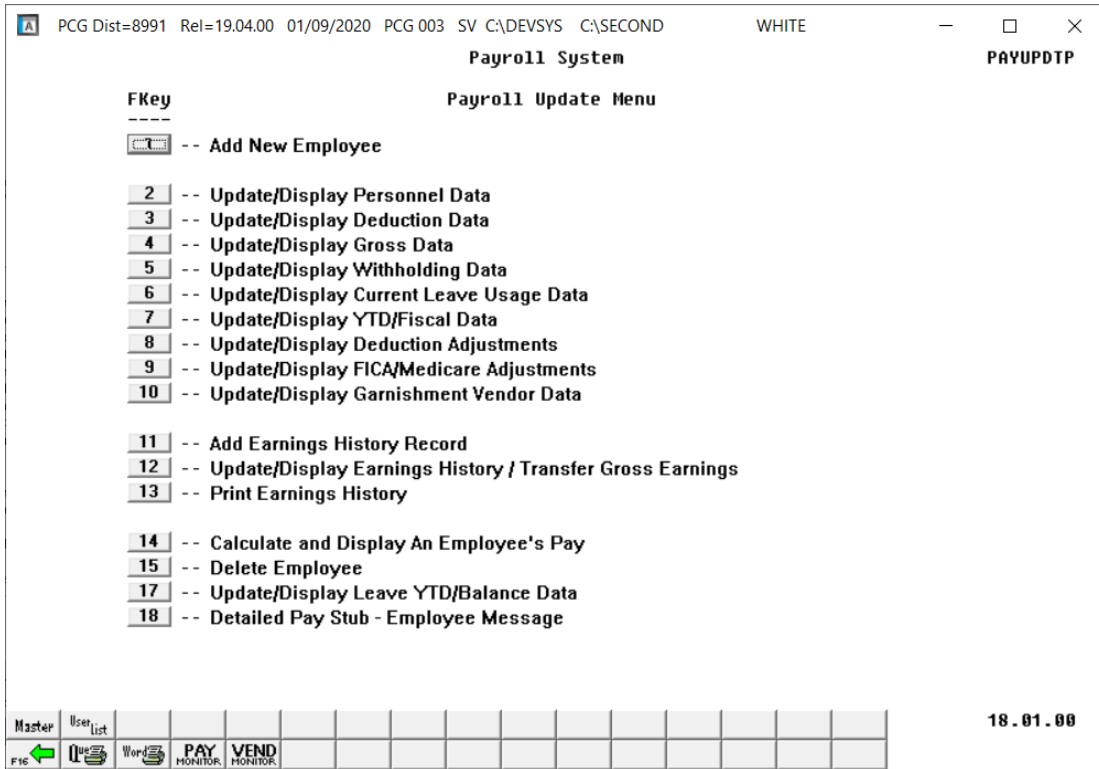 A PCG Dist=8991 Rel=19.04.00 01/09/2020 PCG 003 SV C:\DEVSYS C:\SECOND WHITE
Payroll System PAYUPDTP
FKey Payroll Update Menu
----
1 -- Add New Employee
2 -- Update/Display Personnel Data
3 -- Update/Display Deduction Data
4 -- Update/Display Gross Data
5 -- Update/Display Withholding Data
6 -- Update/Display Current Leave Usage Data
7 -- Update/Display YTD/Fiscal Data
8 -- Update/Display Deduction Adjustments
9 -- Update/Display FICA/Medicare Adjustments
10 -- Update/Display Garnishment Vendor Data
11 -- Add Earnings History Record
12 -- Update/Display Earnings History / Transfer Gross Earnings
13 -- Print Earnings History
14 -- Calculate and Display An Employee's Pay
15 -- Delete Employee
17 -- Update/Display Leave YTD/Balance Data
18 -- Detailed Pay Stub - Employee Message
Master User List 18.01.00
F16 Que Word PAY MONITOR VEND MONITOR